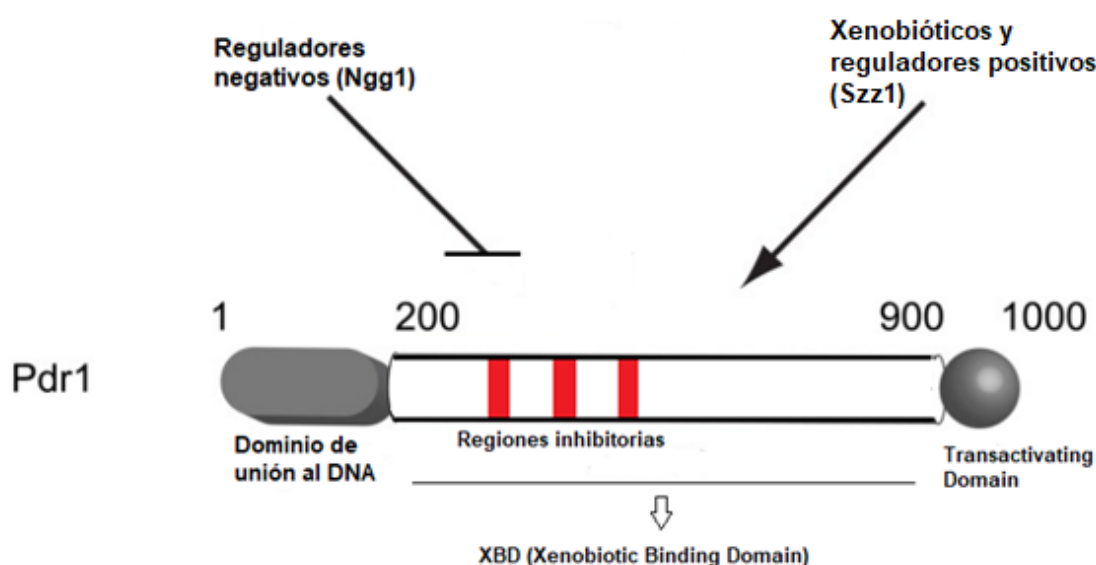 Reguladores
negativos (Ngg1)
Xenobióticos y
reguladores positivos
(Szz1)
1
200
900
1000
Pdr1
Dominio de
unión al DNA
Regiones inhibitorias
Transactivating
Domain
XBD (Xenobiotic Binding Domain)